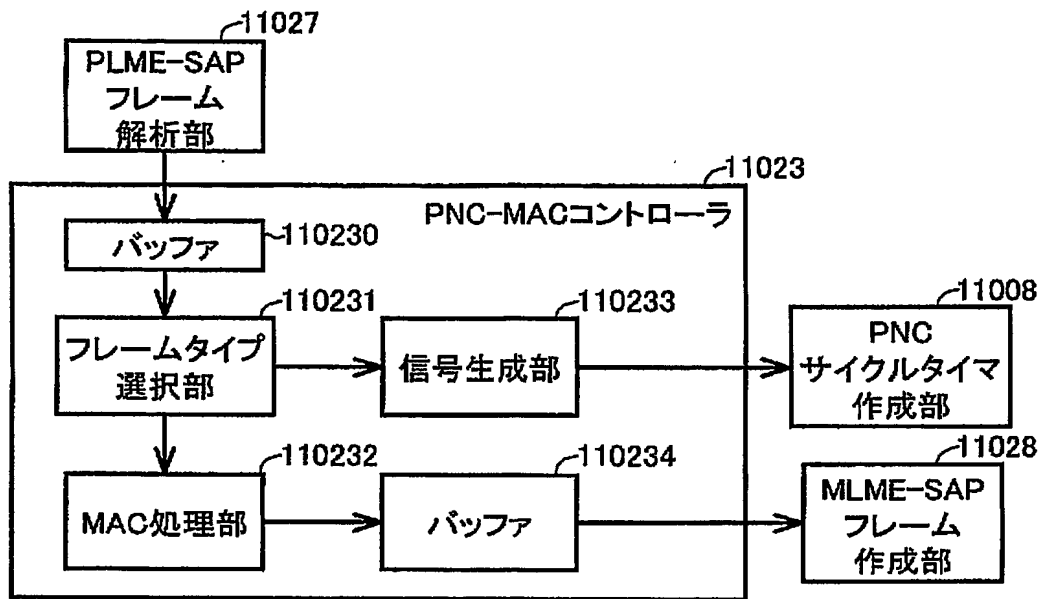 11027
PLME-SAP
フレーム
解析部
11023
PNC-MACコントローラ
バッファ
110230
110231
フレームタイプ
選択部
110233
信号生成部
11008
PNC
サイクルタイマ
作成部
110232
MAC処理部
110234
バッファ
11028
MLME-SAP
フレーム
作成部